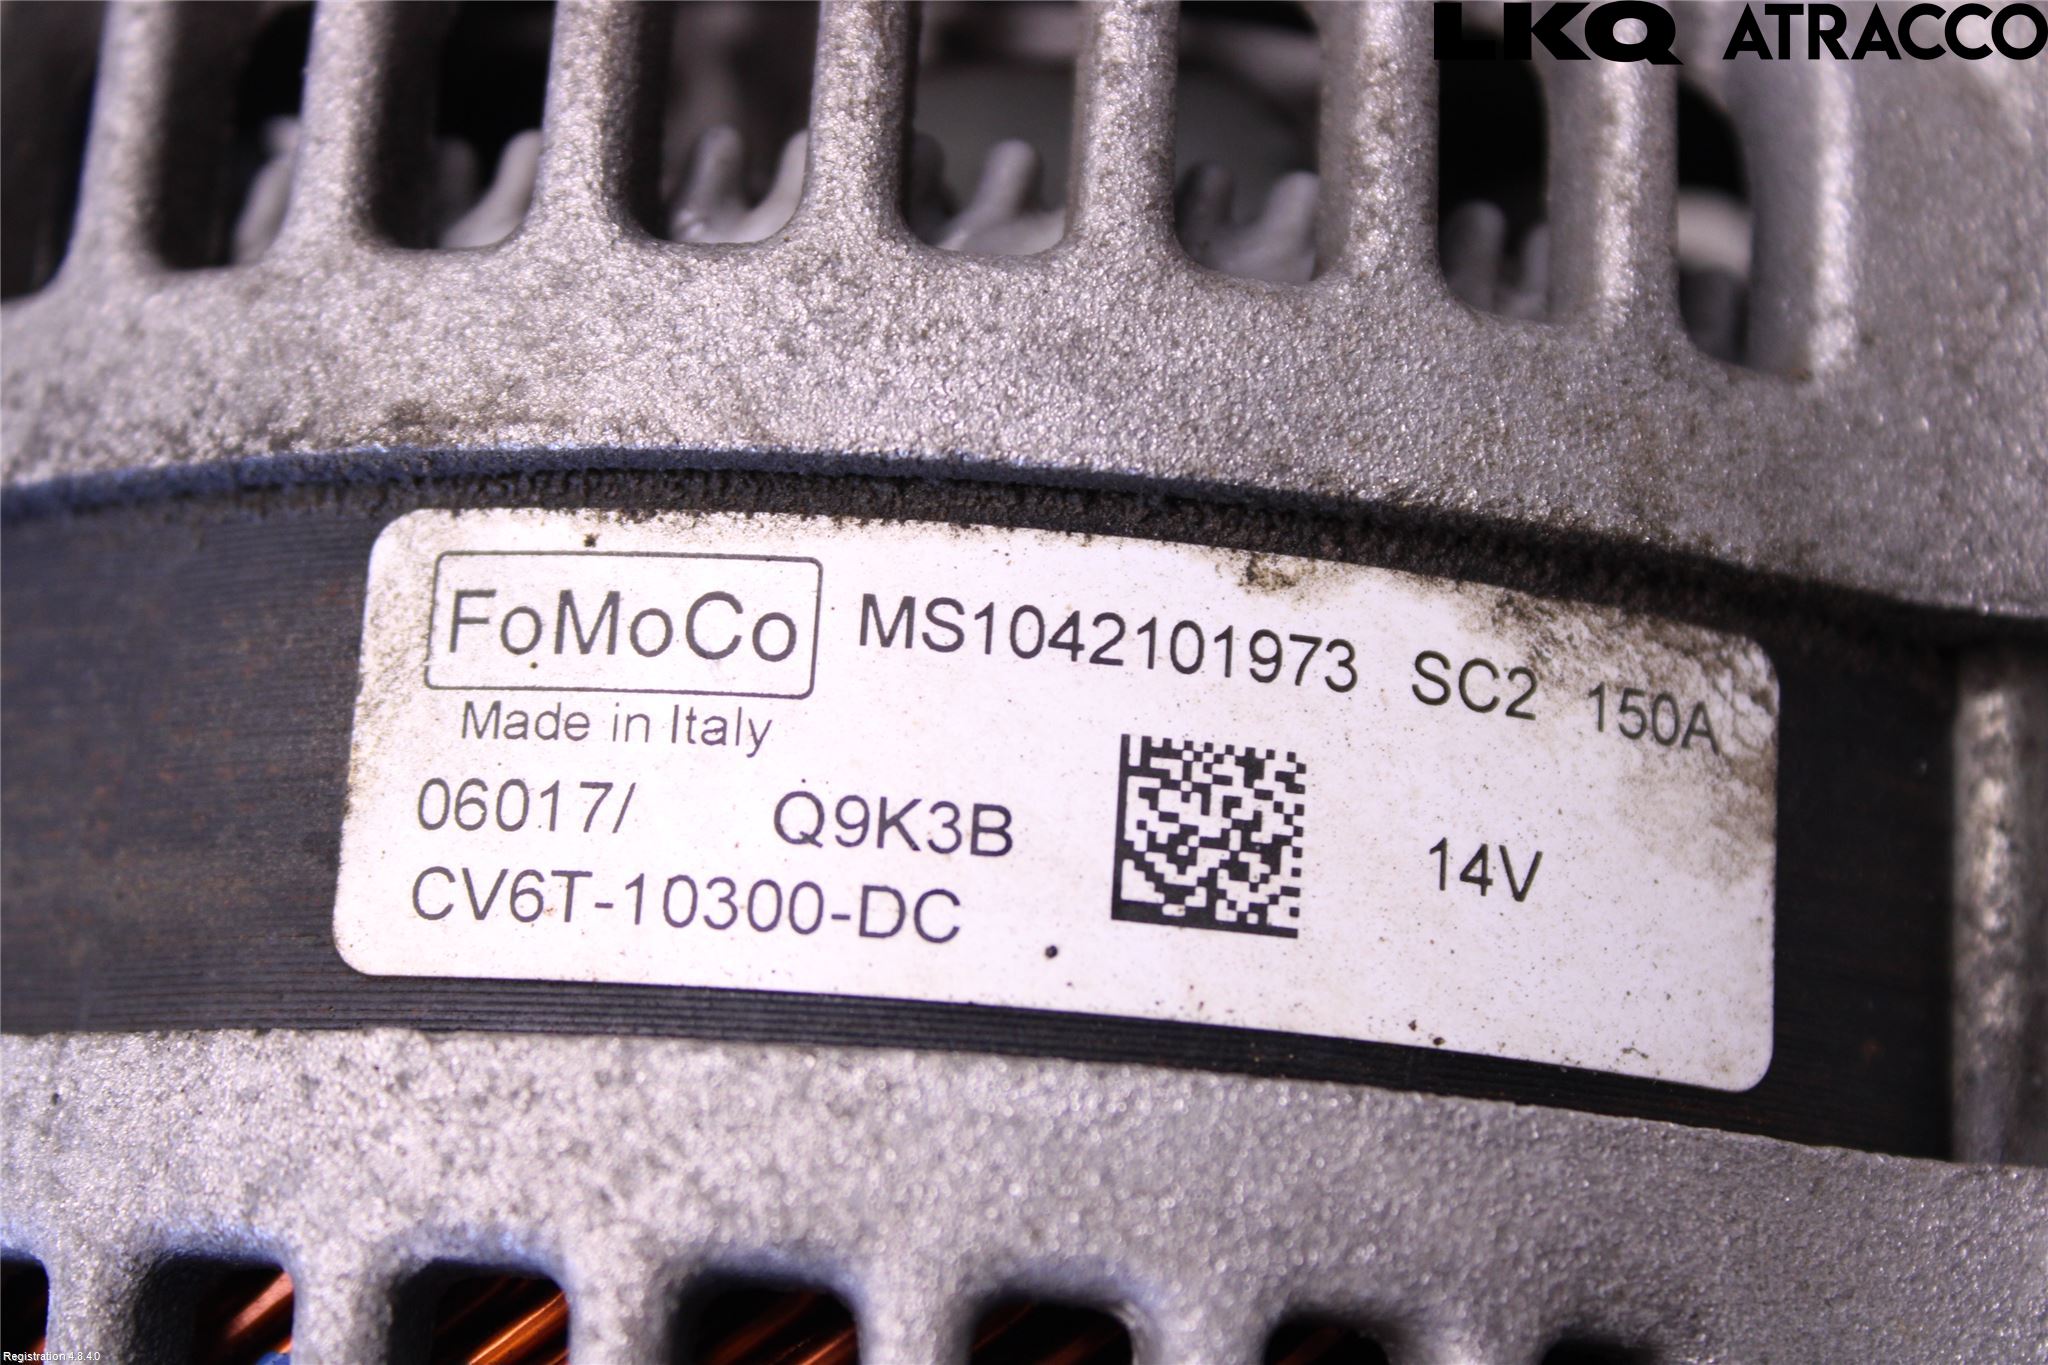 LKQ ATRACCO
FoMoCo MS1042101973 SC2 150A
Made in Italy
06017/ Q9K3B 14V
CV6T-10300-DC
Registration 4.8.4.0